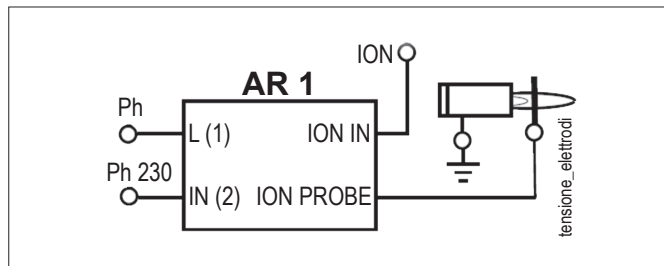 ION
AR 1
Ph
L (1)
ION IN
Ph 230
IN (2)
ION PROBE
tensione_elettrodi